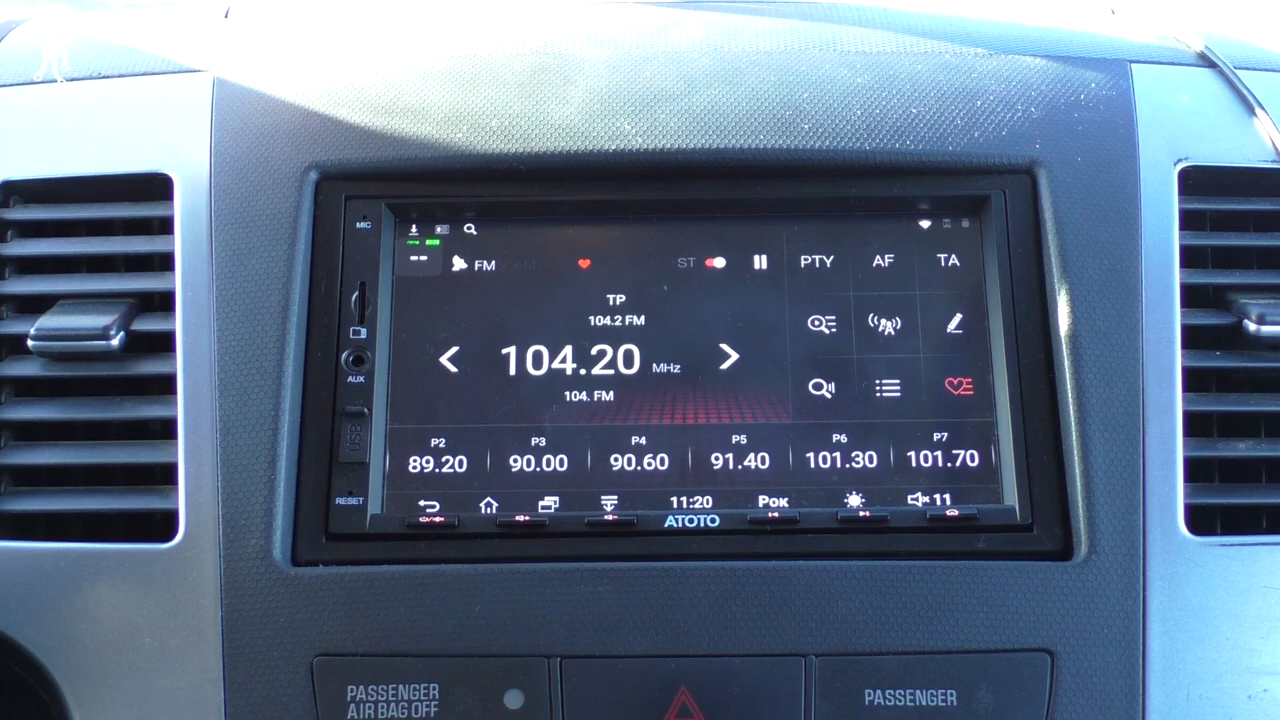 MIC
FM
ST
PTY
AF
TA
TP
104.2 FM
104.20 MHz
104. FM
AUX
USB
RESET
P2
P3
P4
P5
P6
P7
89.20
90.00
90.60
91.40
101.30
101.70
11:20
Рок
11
ATOTO
PASSENGER
AIR BAG OFF
PASSENGER